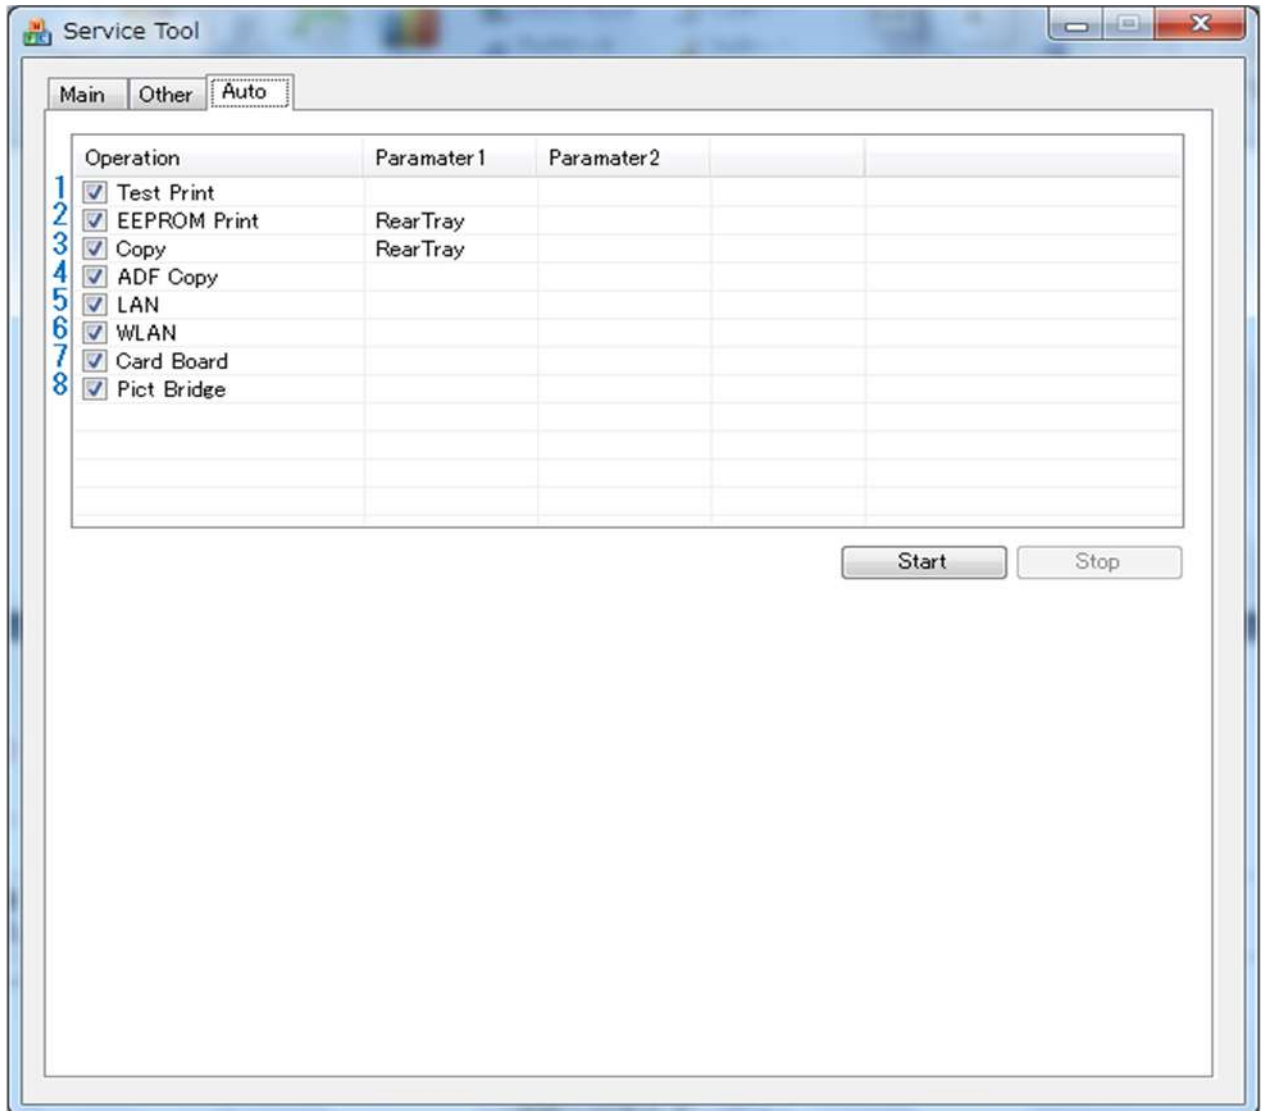 Service Tool
Main Other Auto
Operation Paramater1 Paramater2
1 Test Print
2 EEPROM Print RearTray
3 Copy RearTray
4 ADF Copy
5 LAN
6 WLAN
7 Card Board
8 Pict Bridge
Start Stop